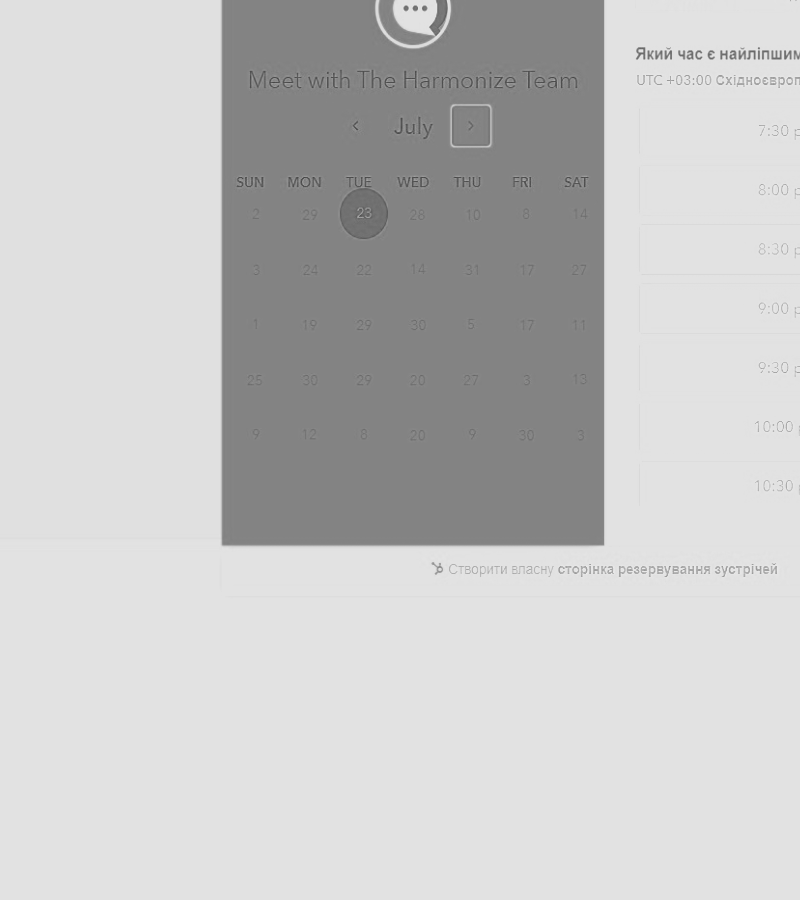 Meet with The Harmonize Team
July
SUN MON TUE WED THU FRI SAT
2 29 23 28 10 8 14
3 24 22 14 31 17 27
1 19 29 30 5 17 11
25 30 29 20 27 3 13
9 12 8 20 9 30 3
Який час є найліпшим
UTC +03:00 Східноєвроп
7:30 p
8:00 p
8:30 p
9:00 p
9:30 p
10:00 p
10:30 p
Створити власну сторінка резервування зустрічей